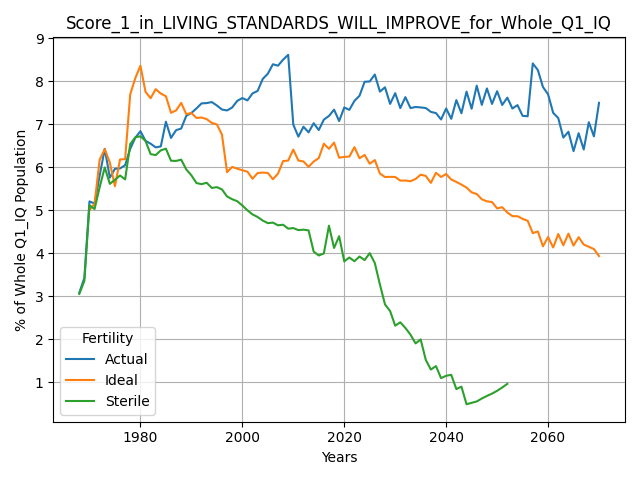 Score_1_in_LIVING_STANDARDS_WILL_IMPROVE_for_Whole_Q1_IQ
% of Whole Q1_IQ Population
9
8
7
6
5
4
3
2
1
Fertility
Actual
Ideal
Sterile
1980 2000 2020 2040 2060
Years